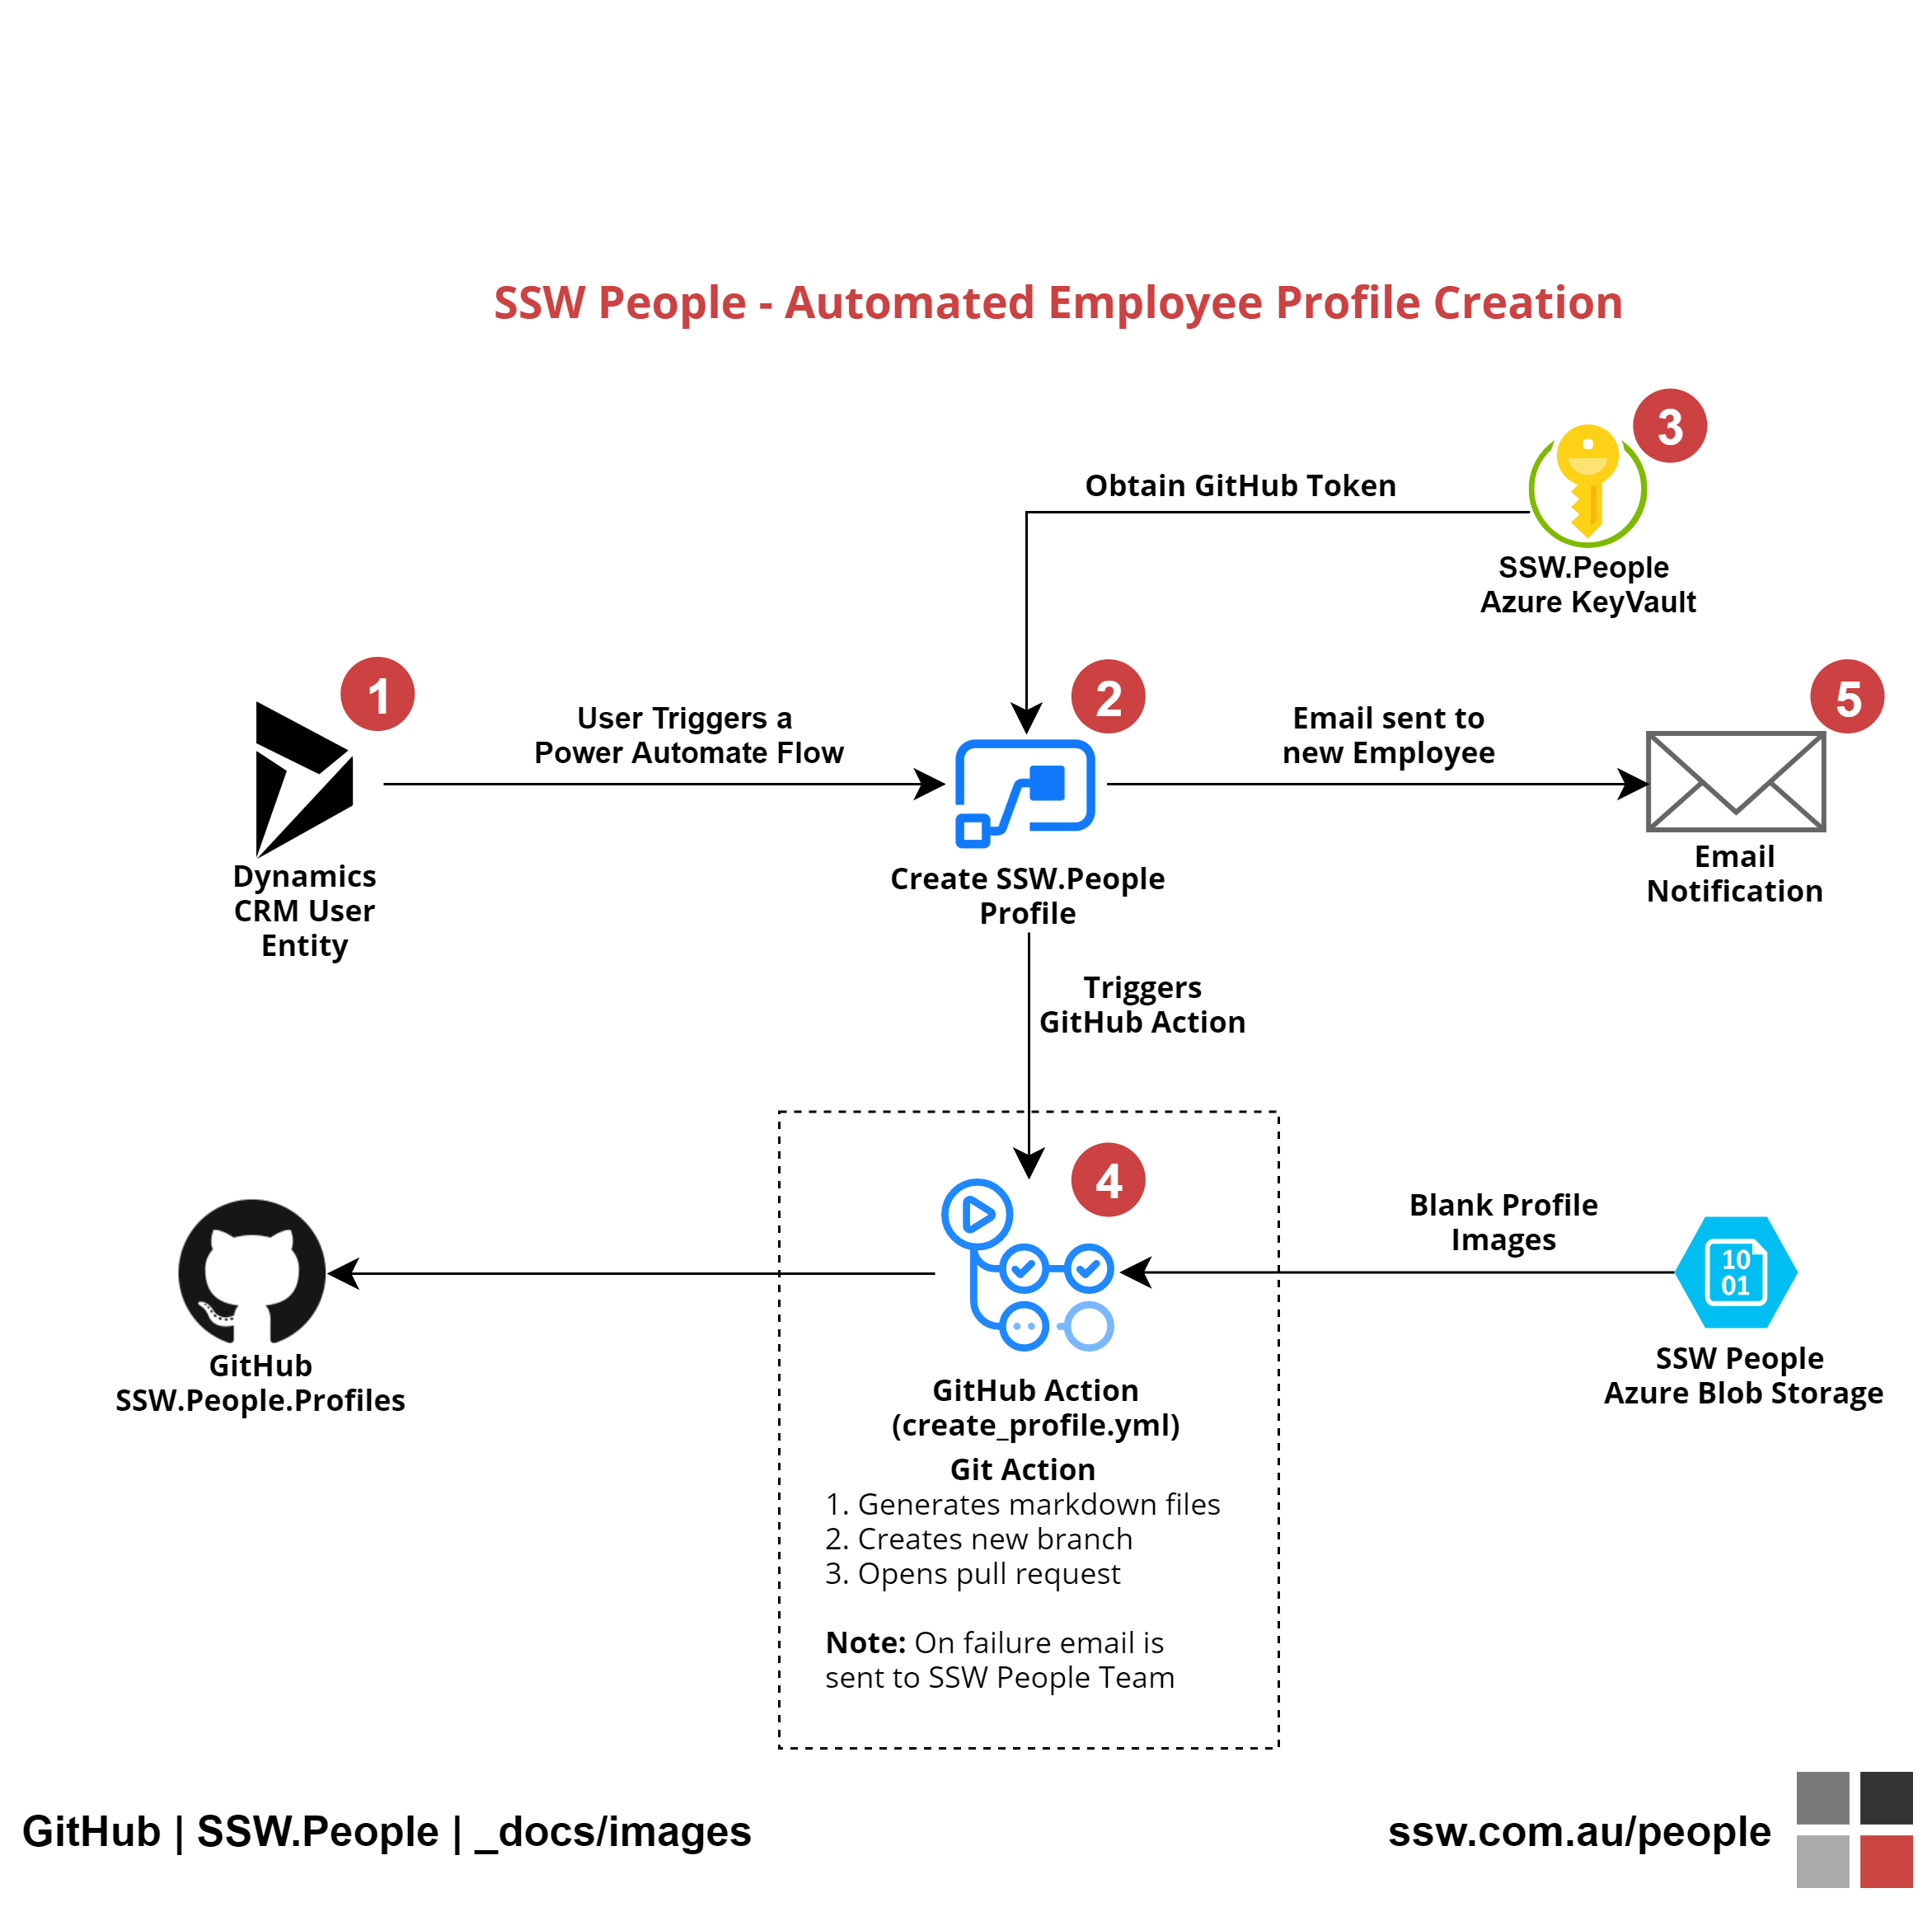 SSW People - Automated Employee Profile Creation
3
Obtain GitHub Token
SSW.People
Azure KeyVault
1
User Triggers a
Power Automate Flow
2
Email sent to
new Employee
5
Dynamics
CRM User
Entity
Create SSW.People
Profile
Email
Notification
Triggers
GitHub Action
4
Blank Profile
Images
10
01
GitHub
SSW.People.Profiles
SSW People
Azure Blob Storage
GitHub Action
(create_profile.yml)
Git Action
1. Generates markdown files
2. Creates new branch
3. Opens pull request
Note: On failure email is
sent to SSW People Team
GitHub | SSW.People | _docs/images
ssw.com.au/people